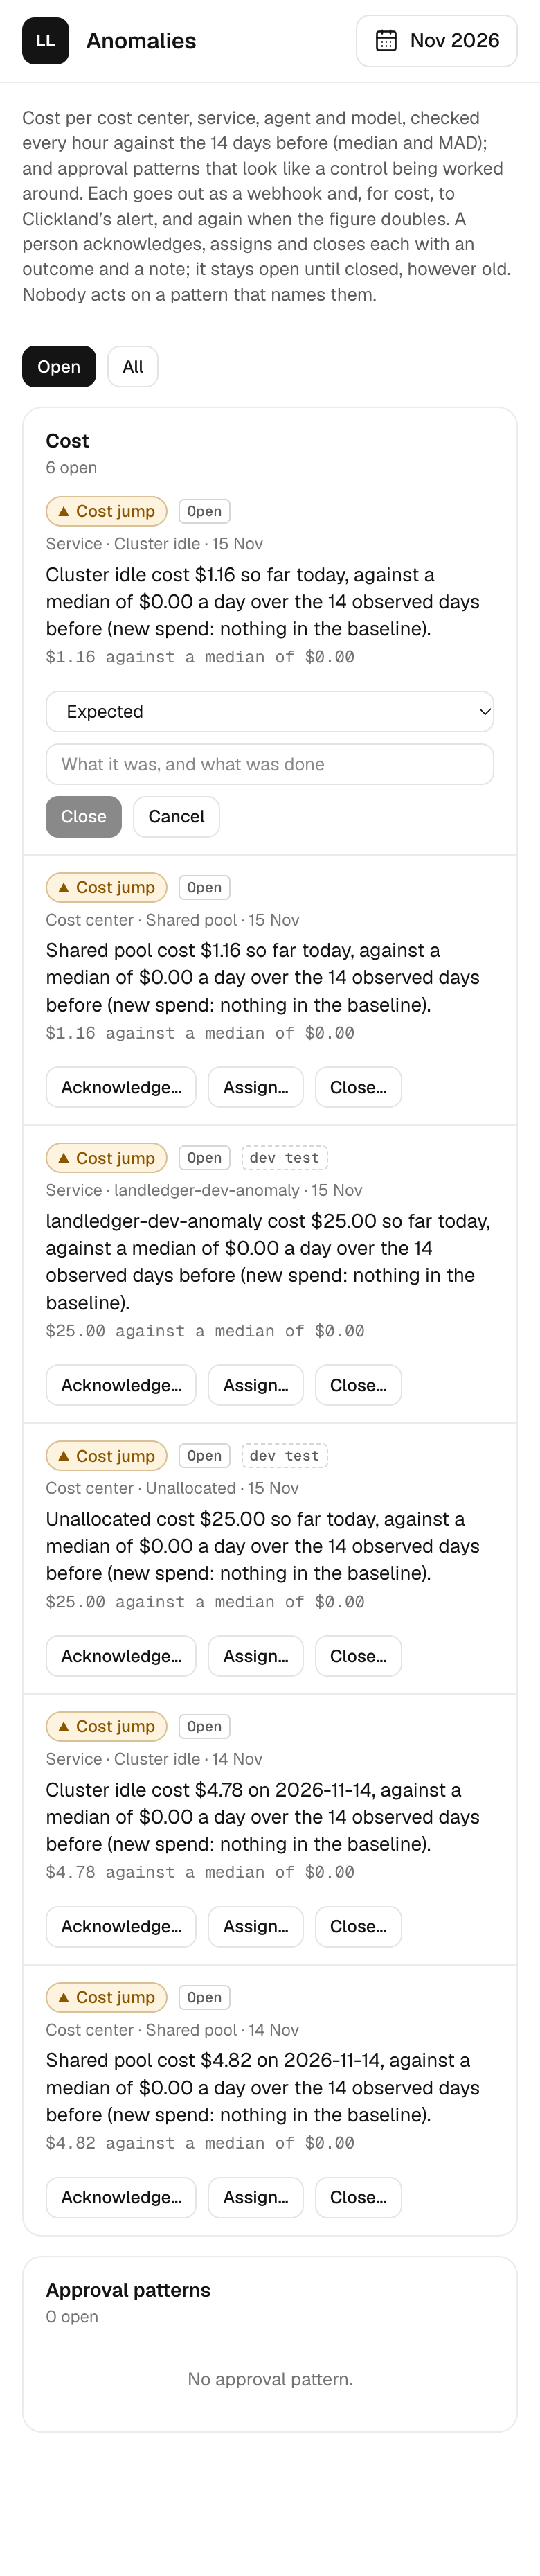 LL
Anomalies
Nov 2026
Cost per cost center, service, agent and model, checked
every hour against the 14 days before (median and MAD);
and approval patterns that look like a control being worked
around. Each goes out as a webhook and, for cost, to
Clickland's alert, and again when the figure doubles. A
person acknowledges, assigns and closes each with an
outcome and a note; it stays open until closed, however old.
Nobody acts on a pattern that names them.
Open
All
Cost
6 open
▲ Cost jump
Open
Service · Cluster idle · 15 Nov
Cluster idle cost $1.16 so far today, against a
median of $0.00 a day over the 14 observed days
before (new spend: nothing in the baseline).
$1.16 against a median of $0.00
Expected
What it was, and what was done
Close
Cancel
▲ Cost jump
Open
Cost center · Shared pool · 15 Nov
Shared pool cost $1.16 so far today, against a
median of $0.00 a day over the 14 observed days
before (new spend: nothing in the baseline).
$1.16 against a median of $0.00
Acknowledge...
Assign...
Close...
▲ Cost jump
Open
dev test
Service · landledger-dev-anomaly · 15 Nov
landledger-dev-anomaly cost $25.00 so far today,
against a median of $0.00 a day over the 14
observed days before (new spend: nothing in the
baseline).
$25.00 against a median of $0.00
Acknowledge...
Assign...
Close...
▲ Cost jump
Open
dev test
Cost center · Unallocated · 15 Nov
Unallocated cost $25.00 so far today, against a
median of $0.00 a day over the 14 observed days
before (new spend: nothing in the baseline).
$25.00 against a median of $0.00
Acknowledge...
Assign...
Close...
▲ Cost jump
Open
Service · Cluster idle · 14 Nov
Cluster idle cost $4.78 on 2026-11-14, against a
median of $0.00 a day over the 14 observed days
before (new spend: nothing in the baseline).
$4.78 against a median of $0.00
Acknowledge...
Assign...
Close...
▲ Cost jump
Open
Cost center · Shared pool · 14 Nov
Shared pool cost $4.82 on 2026-11-14, against a
median of $0.00 a day over the 14 observed days
before (new spend: nothing in the baseline).
$4.82 against a median of $0.00
Acknowledge...
Assign...
Close...
Approval patterns
0 open
No approval pattern.